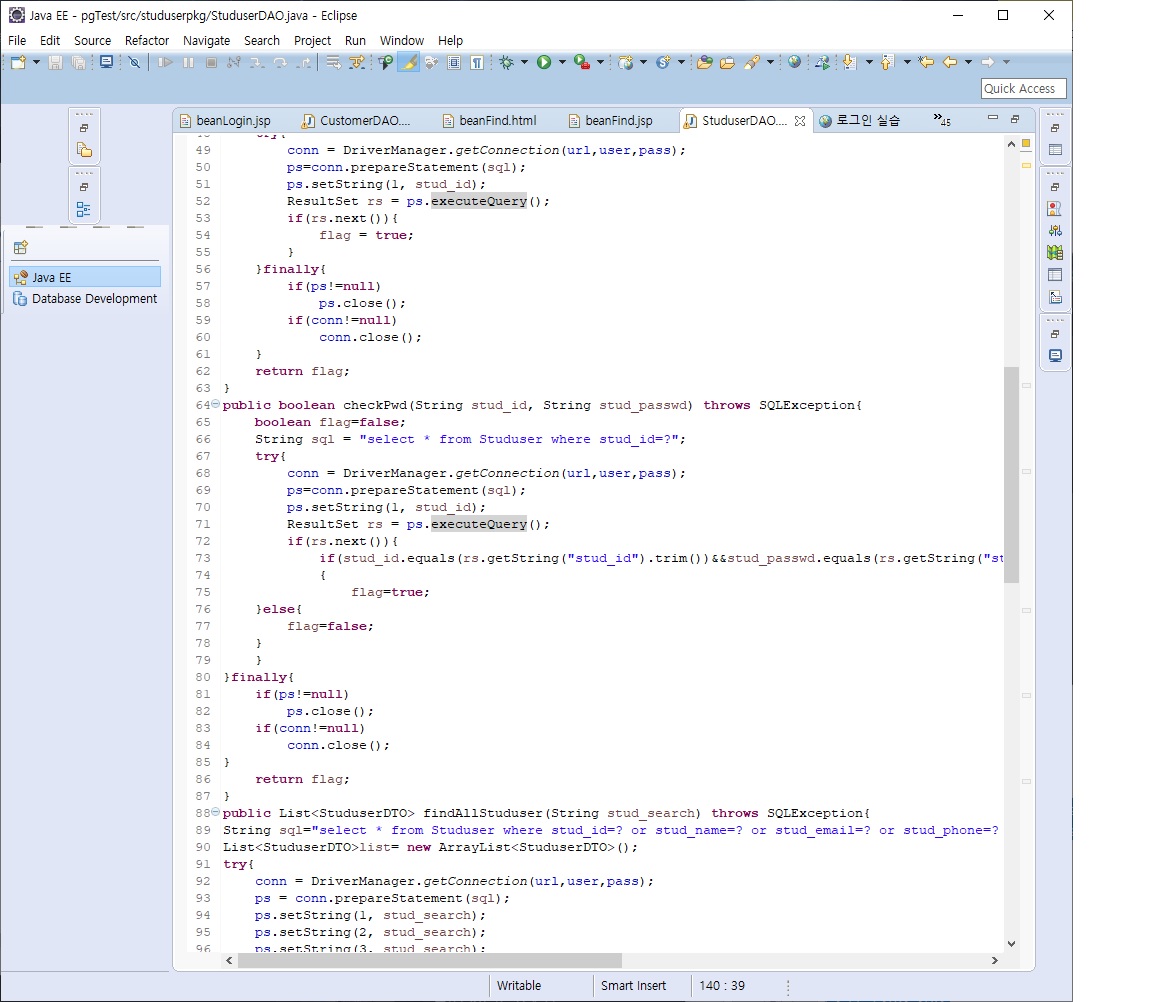 Java EE - pgTest/src/studuserpkg/StuduserDAO.java - Eclipse
File Edit Source Refactor Navigate Search Project Run Window Help
Quick Access
beanLogin.jsp CustomerDAO.... beanFind.html beanFind.jsp StuduserDAO.... 로그인 실습 »45
Java EE
Database Development
48 try{
49 conn = DriverManager.getConnection(url,user,pass);
50 ps=conn.prepareStatement(sql);
51 ps.setString(1, stud_id);
52 ResultSet rs = ps.executeQuery();
53 if(rs.next()){
54 flag = true;
55 }
56 }finally{
57 if(ps!=null)
58 ps.close();
59 if(conn!=null)
60 conn.close();
61 }
62 return flag;
63 }
64 public boolean checkPwd(String stud_id, String stud_passwd) throws SQLException{
65 boolean flag=false;
66 String sql = "select * from Studuser where stud_id=?";
67 try{
68 conn = DriverManager.getConnection(url,user,pass);
69 ps=conn.prepareStatement(sql);
70 ps.setString(1, stud_id);
71 ResultSet rs = ps.executeQuery();
72 if(rs.next()){
73 if(stud_id.equals(rs.getString("stud_id").trim())&&stud_passwd.equals(rs.getString("st
74 {
75 flag=true;
76 }else{
77 flag=false;
78 }
79 }
80 }finally{
81 if(ps!=null)
82 ps.close();
83 if(conn!=null)
84 conn.close();
85 }
86 return flag;
87 }
88 public List<StuduserDTO> findAllStuduser(String stud_search) throws SQLException{
89 String sql="select * from Studuser where stud_id=? or stud_name=? or stud_email=? or stud_phone=?
90 List<StuduserDTO>list= new ArrayList<StuduserDTO>();
91 try{
92 conn = DriverManager.getConnection(url,user,pass);
93 ps = conn.prepareStatement(sql);
94 ps.setString(1, stud_search);
95 ps.setString(2, stud_search);
96 ps.setString(3, stud_search);
Writable Smart Insert 140 : 39